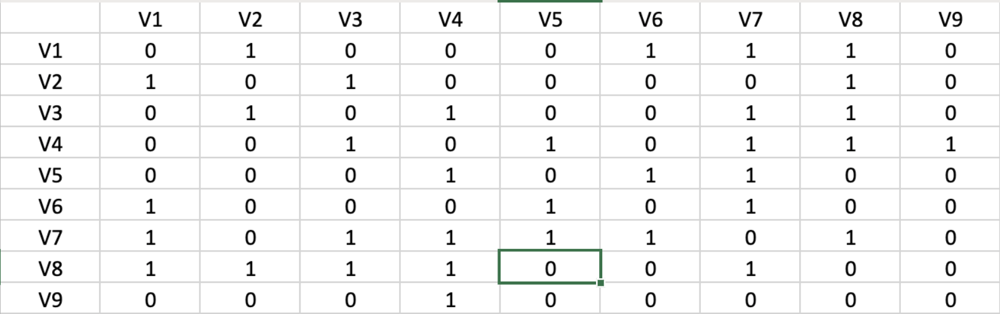 V1 V2 V3 V4 V5 V6 V7 V8 V9
V1 0 1 0 0 0 1 1 1 0
V2 1 0 1 0 0 0 0 1 0
V3 0 1 0 1 0 0 1 1 0
V4 0 0 1 0 1 0 1 1 1
V5 0 0 0 1 0 1 1 0 0
V6 1 0 0 0 1 0 1 0 0
V7 1 0 1 1 1 1 0 1 0
V8 1 1 1 1 0 0 1 0 0
V9 0 0 0 1 0 0 0 0 0